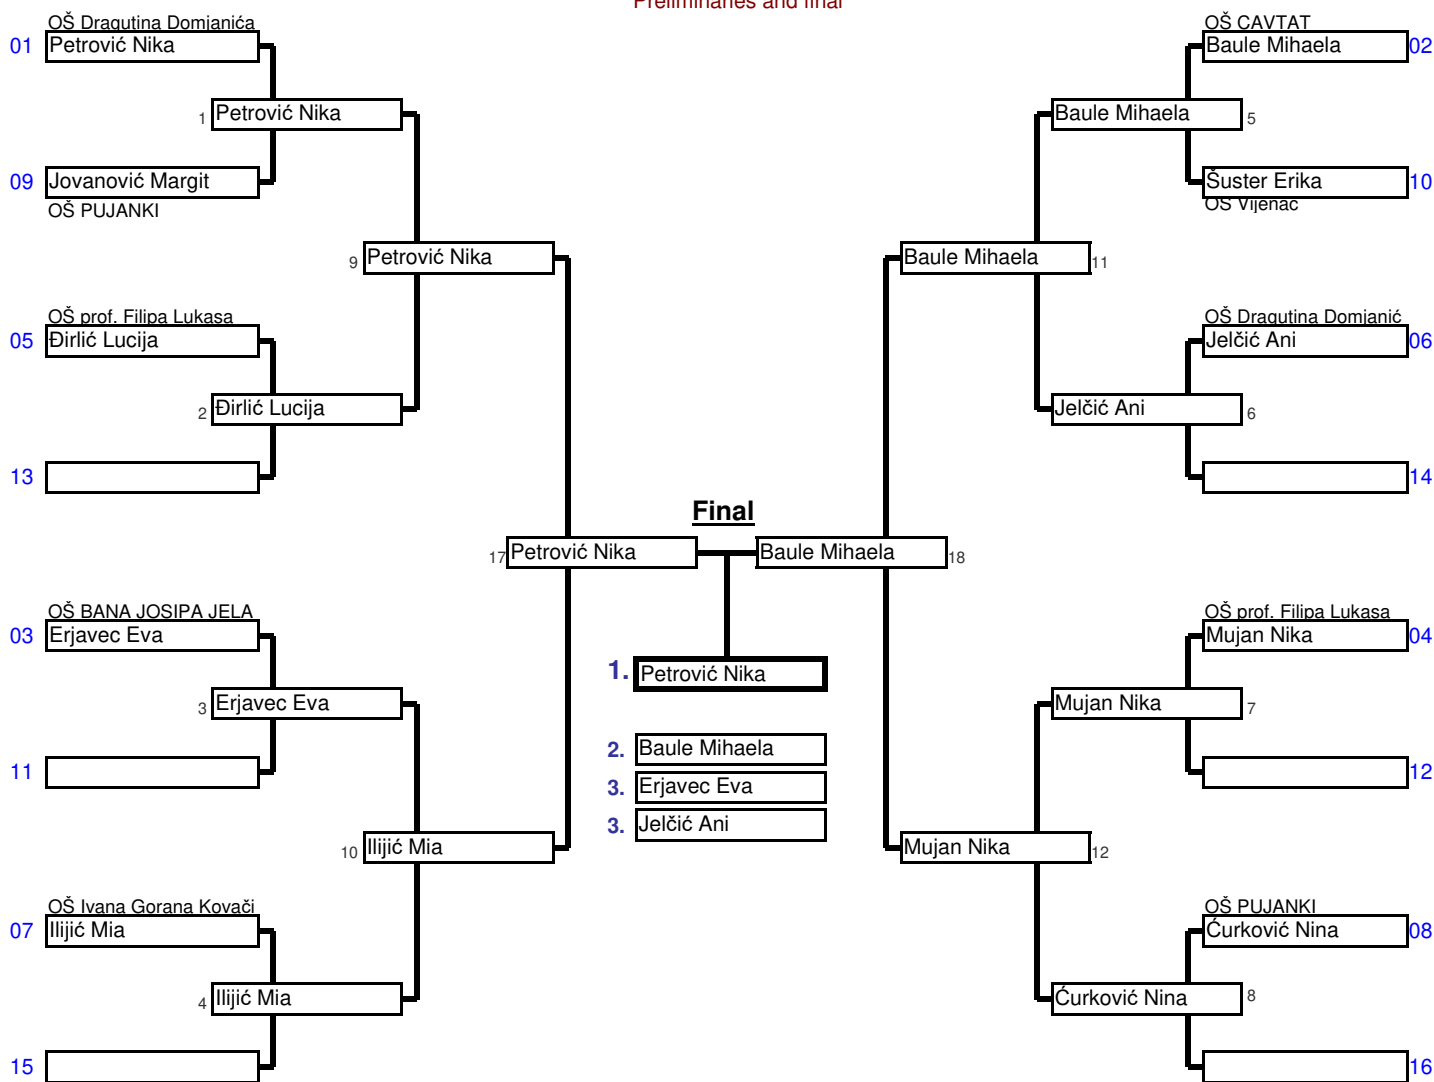 Preliminaries and final
OŠ Dragutina Domjanića
01 Petrović Nika
1 Petrović Nika
09 Jovanović Margit
OŠ PUJANKI
9 Petrović Nika
OŠ prof. Filipa Lukasa
05 Đirlić Lucija
2 Đirlić Lucija
13
17 Petrović Nika
OŠ BANA JOSIPA JELA
03 Erjavec Eva
3 Erjavec Eva
11
10 Ilijić Mia
OŠ Ivana Gorana Kovači
07 Ilijić Mia
4 Ilijić Mia
15
Final
1. Petrović Nika
2. Baule Mihaela
3. Erjavec Eva
3. Jelčić Ani
OŠ CAVTAT
Baule Mihaela 02
Baule Mihaela 5
Šuster Erika 10
OŠ Vijenac
Baule Mihaela 11
OŠ Dragutina Domjanić
Jelčić Ani 06
Jelčić Ani 6
14
Baule Mihaela 18
OŠ prof. Filipa Lukasa
Mujan Nika 04
Mujan Nika 7
12
Mujan Nika 12
OŠ PUJANKI
Ćurković Nina 08
Ćurković Nina 8
16